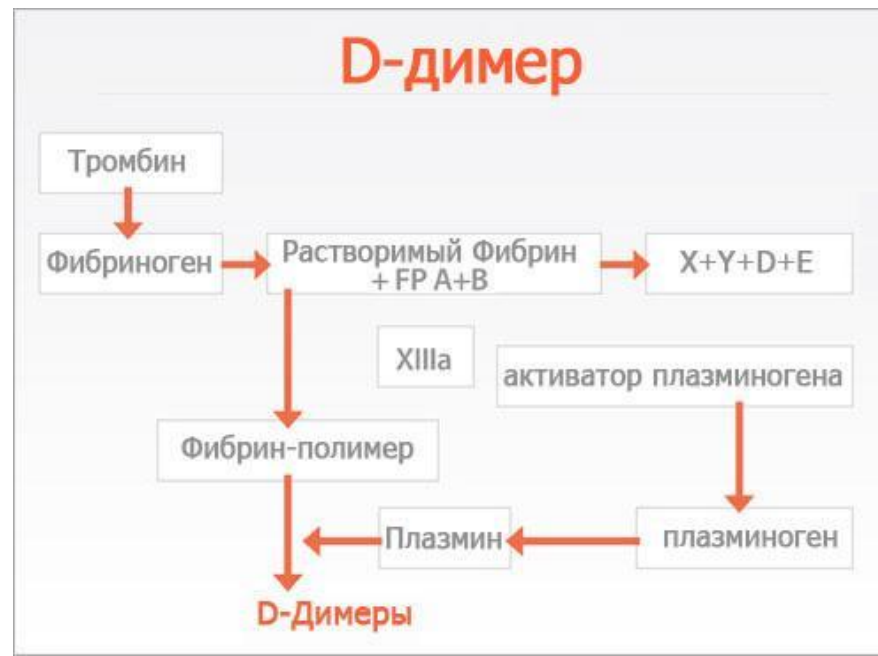 D-димер
Тромбин
Фибриноген
Растворимый Фибрин
+ FP A+B
X+Y+D+E
XIIIa
активатор плазминогена
Фибрин-полимер
Плазмин
плазминоген
D-Димеры